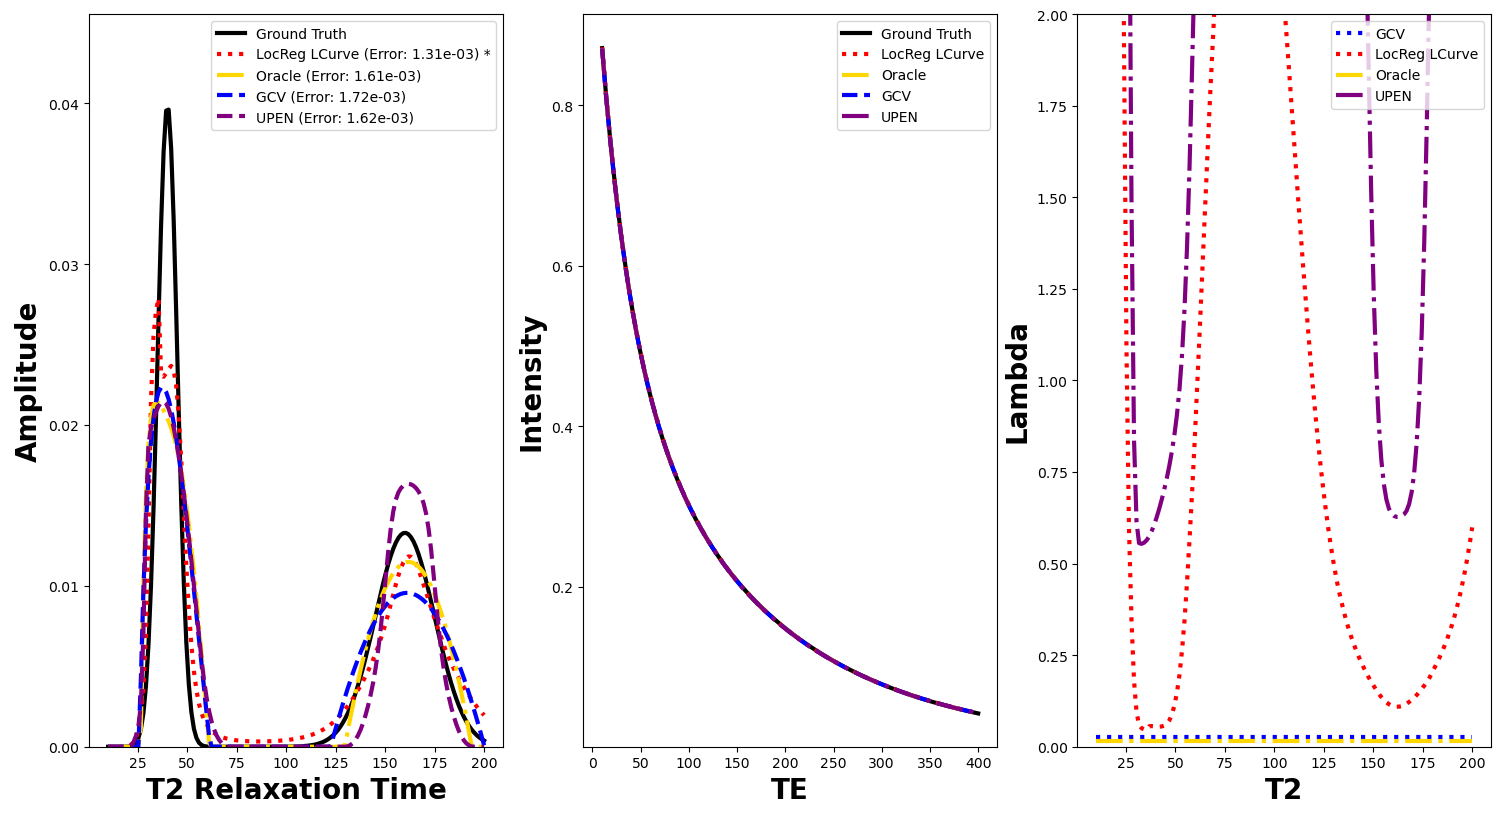 Amplitude
0.04
0.03
0.02
0.01
0.00
Ground Truth
LocReg LCurve (Error: 1.31e-03) *
Oracle (Error: 1.61e-03)
GCV (Error: 1.72e-03)
UPEN (Error: 1.62e-03)
25 50 75 100 125 150 175 200
T2 Relaxation Time
Intensity
0.8
0.6
0.4
0.2
Ground Truth
LocReg LCurve
Oracle
GCV
UPEN
0 50 100 150 200 250 300 350 400
TE
Lambda
2.00
1.75
1.50
1.25
1.00
0.75
0.50
0.25
0.00
GCV
LocReg LCurve
Oracle
UPEN
25 50 75 100 125 150 175 200
T2